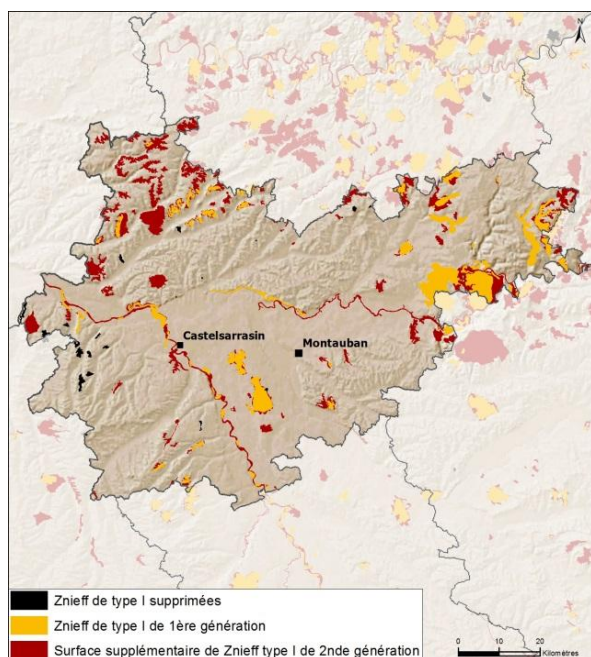 N
Castelsarrasin
Montauban
Znieff de type I supprimées
Znieff de type I de 1ère génération
Surface supplémentaire de Znieff type I de 2nde génération
0 10 20
Kilomètres